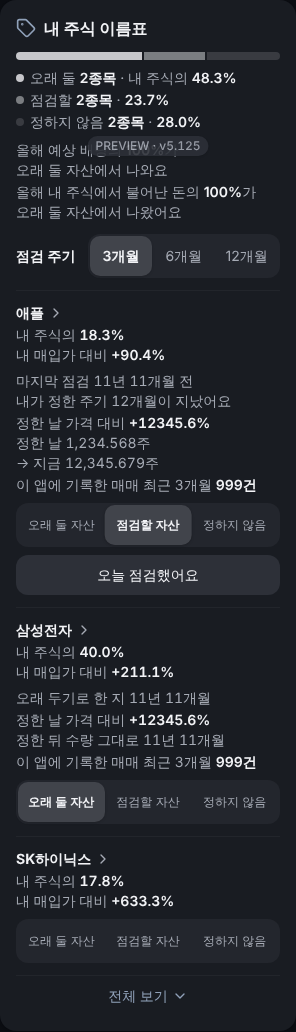 내 주식 이름표
오래 둘 2종목 · 내 주식의 48.3%
점검할 2종목 · 23.7%
정하지 않음 2종목 · 28.0%
올해 예상
PREVIEW · v5.125
오래 둘 자산에서 나와요
올해 내 주식에서 불어난 돈의 100%가
오래 둘 자산에서 나왔어요
점검 주기 3개월 6개월 12개월
애플 >
내 주식의 18.3%
내 매입가 대비 +90.4%
마지막 점검 11년 11개월 전
내가 정한 주기 12개월이 지났어요
정한 날 가격 대비 +12345.6%
정한 날 1,234.568주
→ 지금 12,345.679주
이 앱에 기록한 매매 최근 3개월 999건
오래 둘 자산 점검할 자산 정하지 않음
오늘 점검했어요
삼성전자 >
내 주식의 40.0%
내 매입가 대비 +211.1%
오래 두기로 한 지 11년 11개월
정한 날 가격 대비 +12345.6%
정한 뒤 수량 그대로 11년 11개월
이 앱에 기록한 매매 최근 3개월 999건
오래 둘 자산 점검할 자산 정하지 않음
SK하이닉스 >
내 주식의 17.8%
내 매입가 대비 +633.3%
오래 둘 자산 점검할 자산 정하지 않음
전체 보기